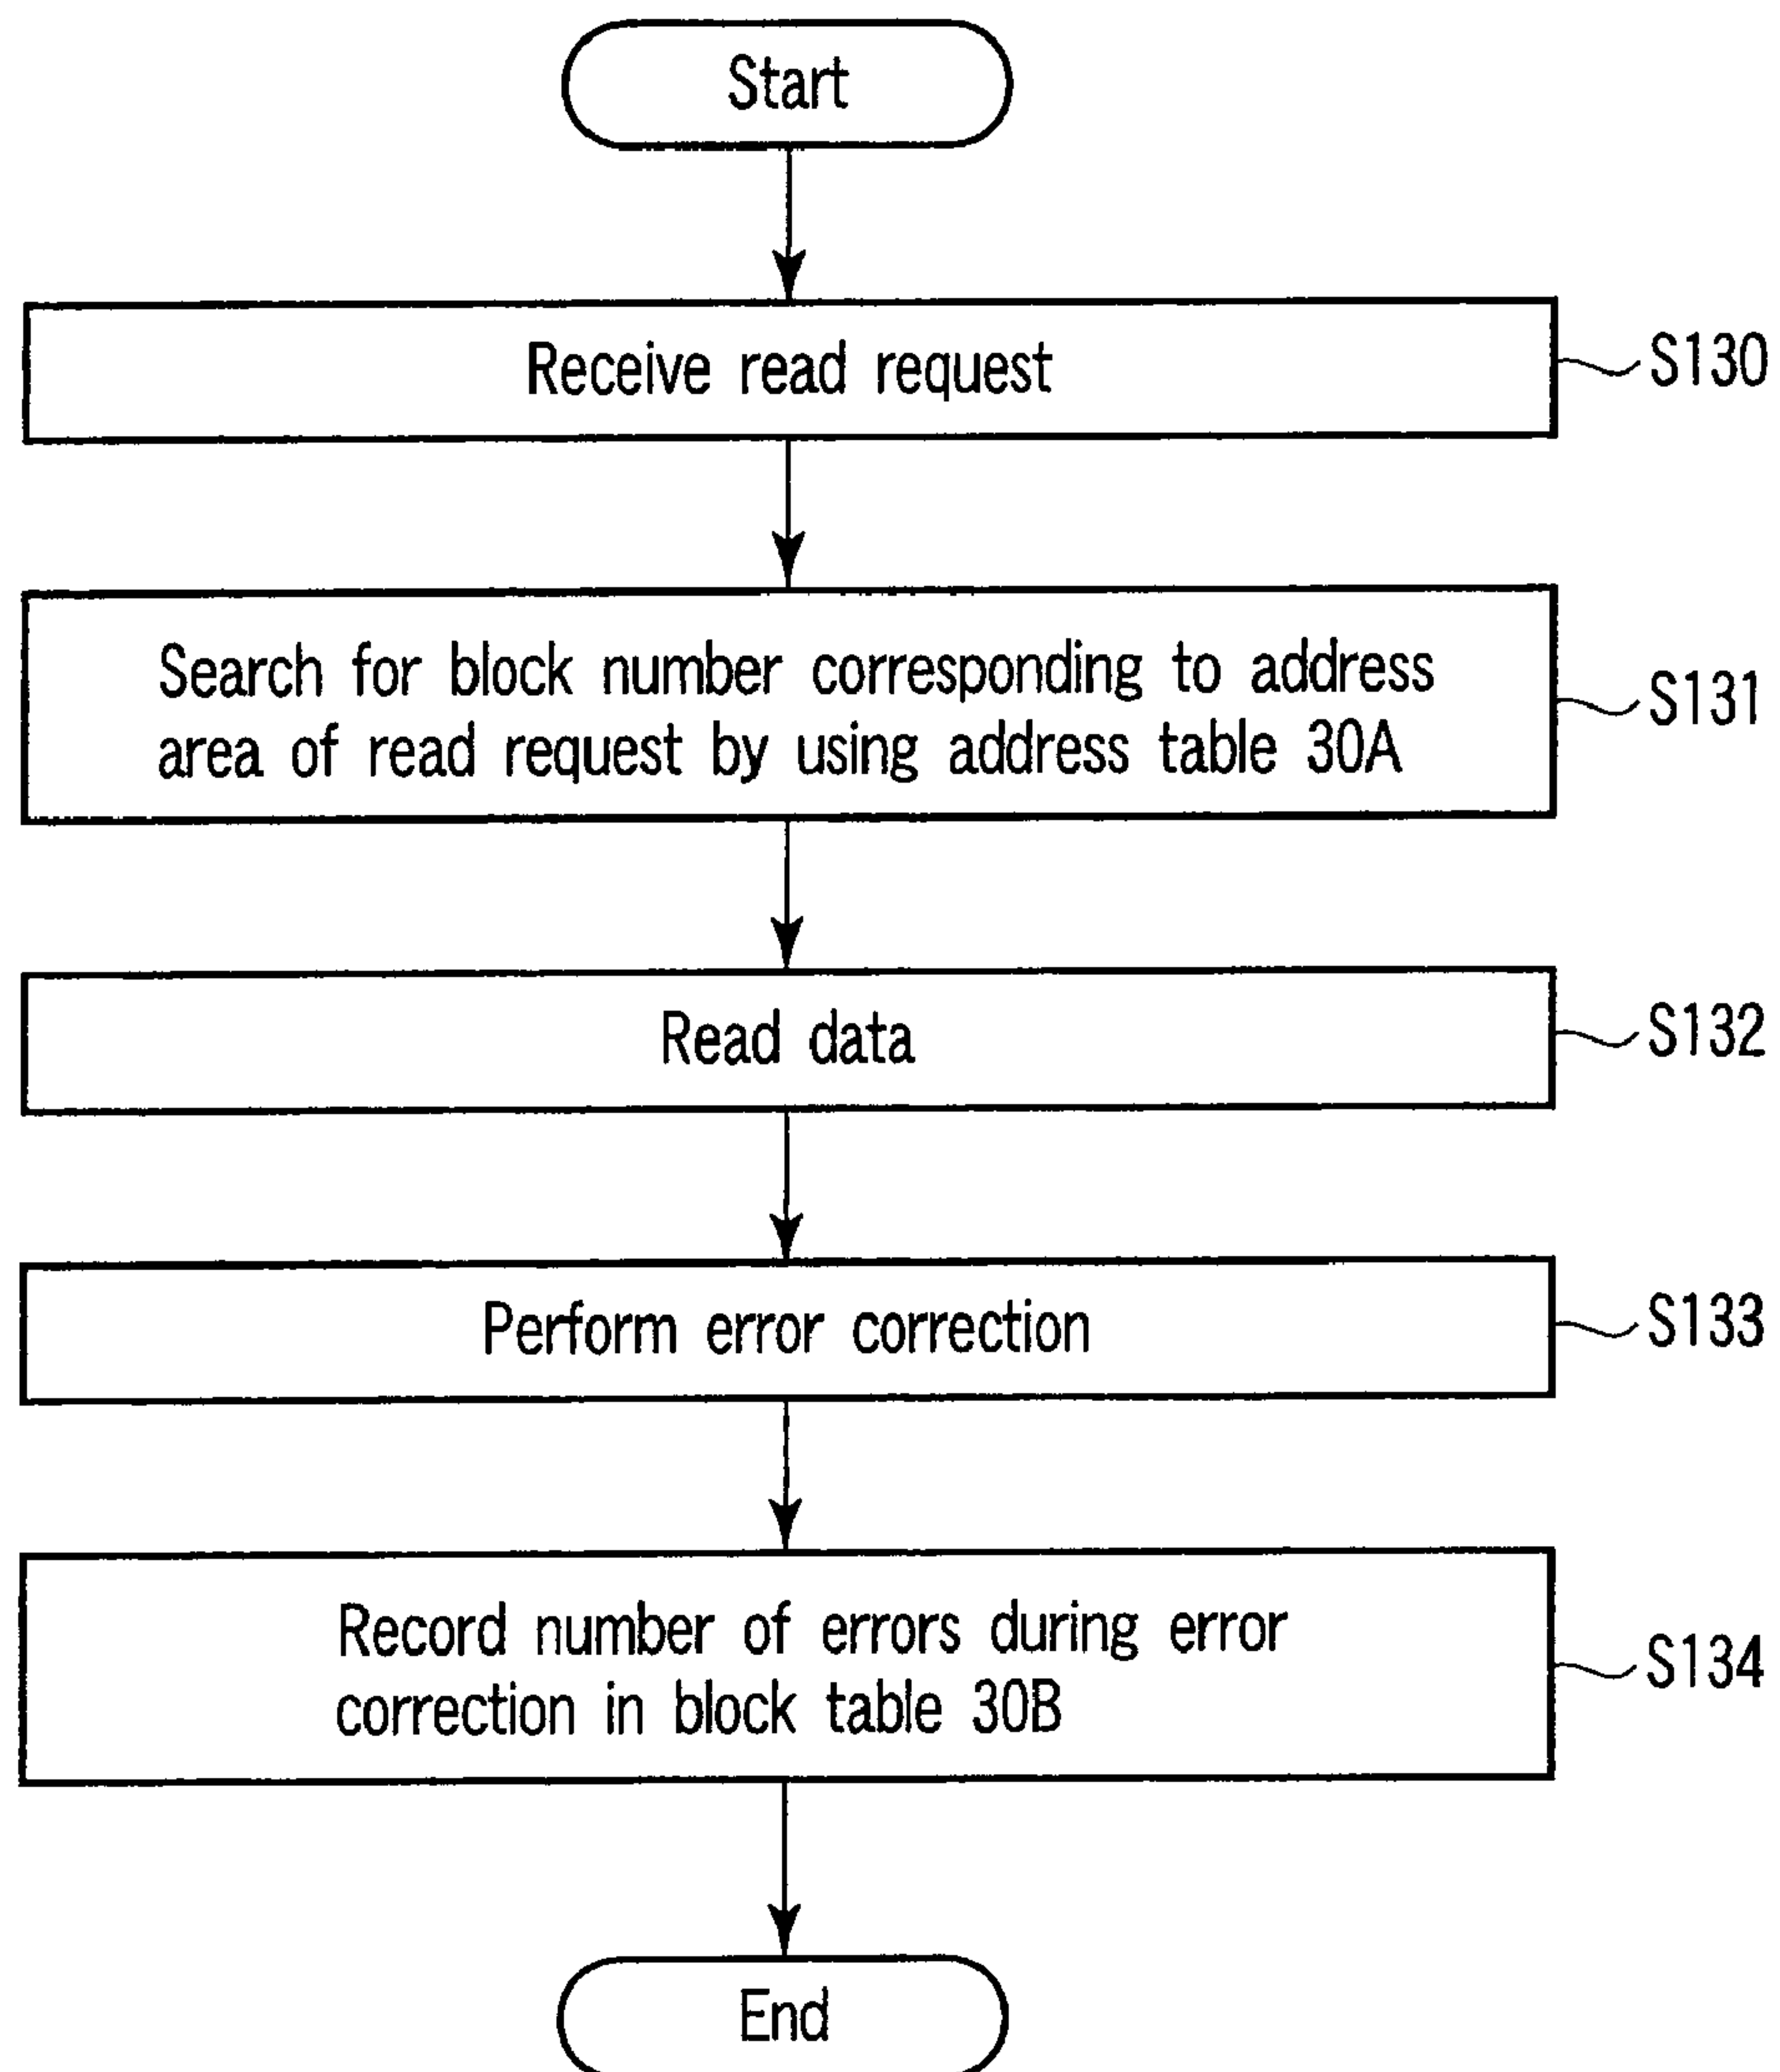 Start
Receive read request
S130
Search for block number corresponding to address
area of read request by using address table 30A
S131
Read data
S132
Perform error correction
S133
Record number of errors during error
correction in block table 30B
S134
End